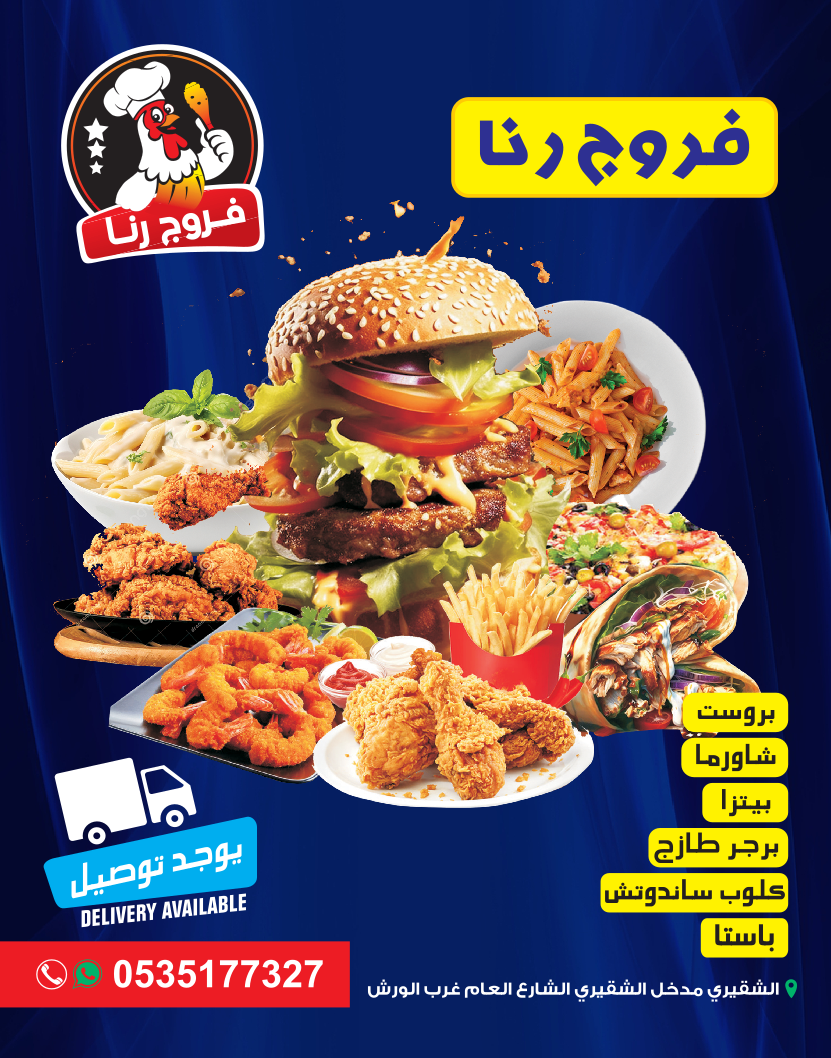 فروج رنا
فروج رنا
بروست
شاورما
بيتزا
برجر طازج
كلوب ساندوتش
باستا
يوجد توصيل
DELIVERY AVAILABLE
0535177327
الشقيري مدخل الشقيري الشارع العام غرب الورش